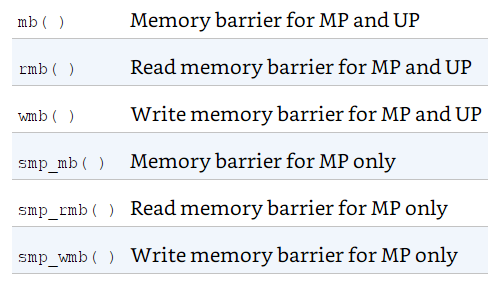 mb( ) Memory barrier for MP and UP
rmb( ) Read memory barrier for MP and UP
wmb( ) Write memory barrier for MP and UP
smp_mb( ) Memory barrier for MP only
smp_rmb( ) Read memory barrier for MP only
smp_wmb( ) Write memory barrier for MP only